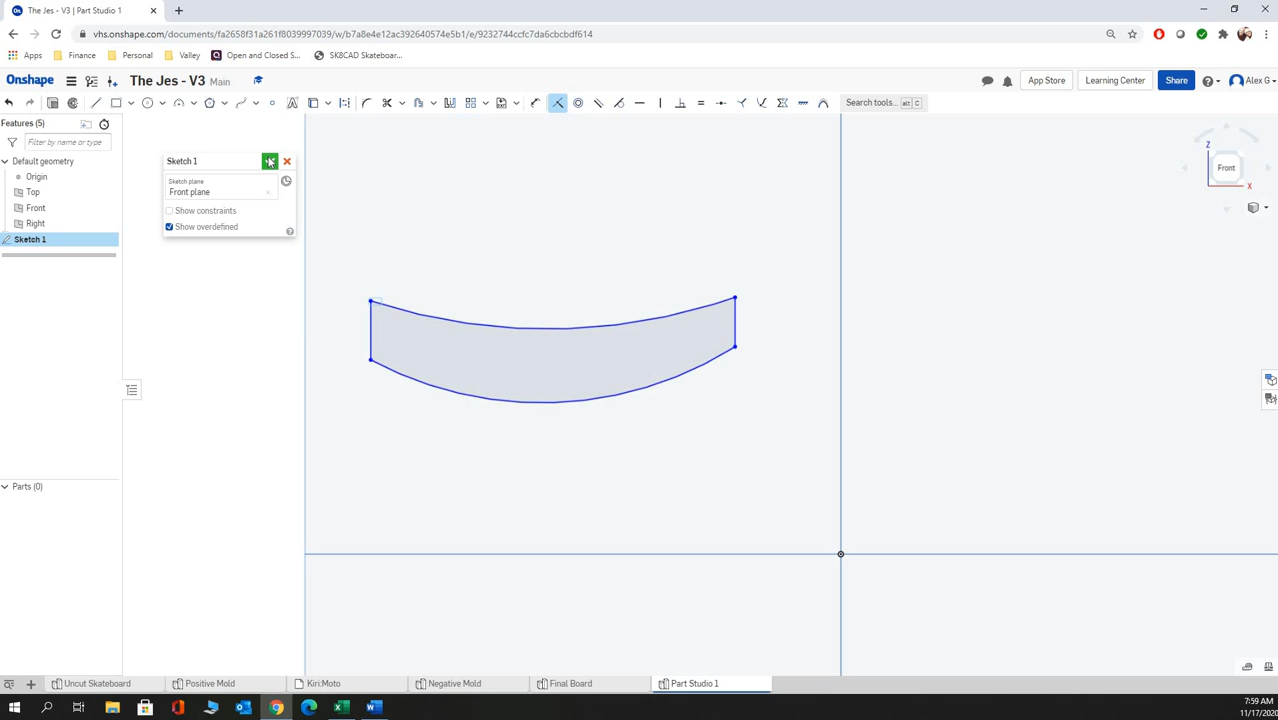 The Jes - V3 | Part Studio 1
vhs.onshape.com/documents/fa2658f31a261f8039997039/w/b7a8e4e12ac392640574e5b1/e/9232744ccfc7da6cbcbdf614
Apps Finance Personal Valley Open and Closed S... SK8CAD Skateboar...
Onshape The Jes - V3 Main App Store Learning Center Share Alex G
Search tools... alt C
Features (5)
Filter by name or type
Default geometry
Origin
Top
Front
Right
Sketch 1
Parts (0)
Sketch 1
Sketch plane
Front plane
Show constraints
Show overdefined
Z
Front
X
Uncut Skateboard Positive Mold Kiri:Moto Negative Mold Final Board Part Studio 1
7:59 AM
11/17/2020